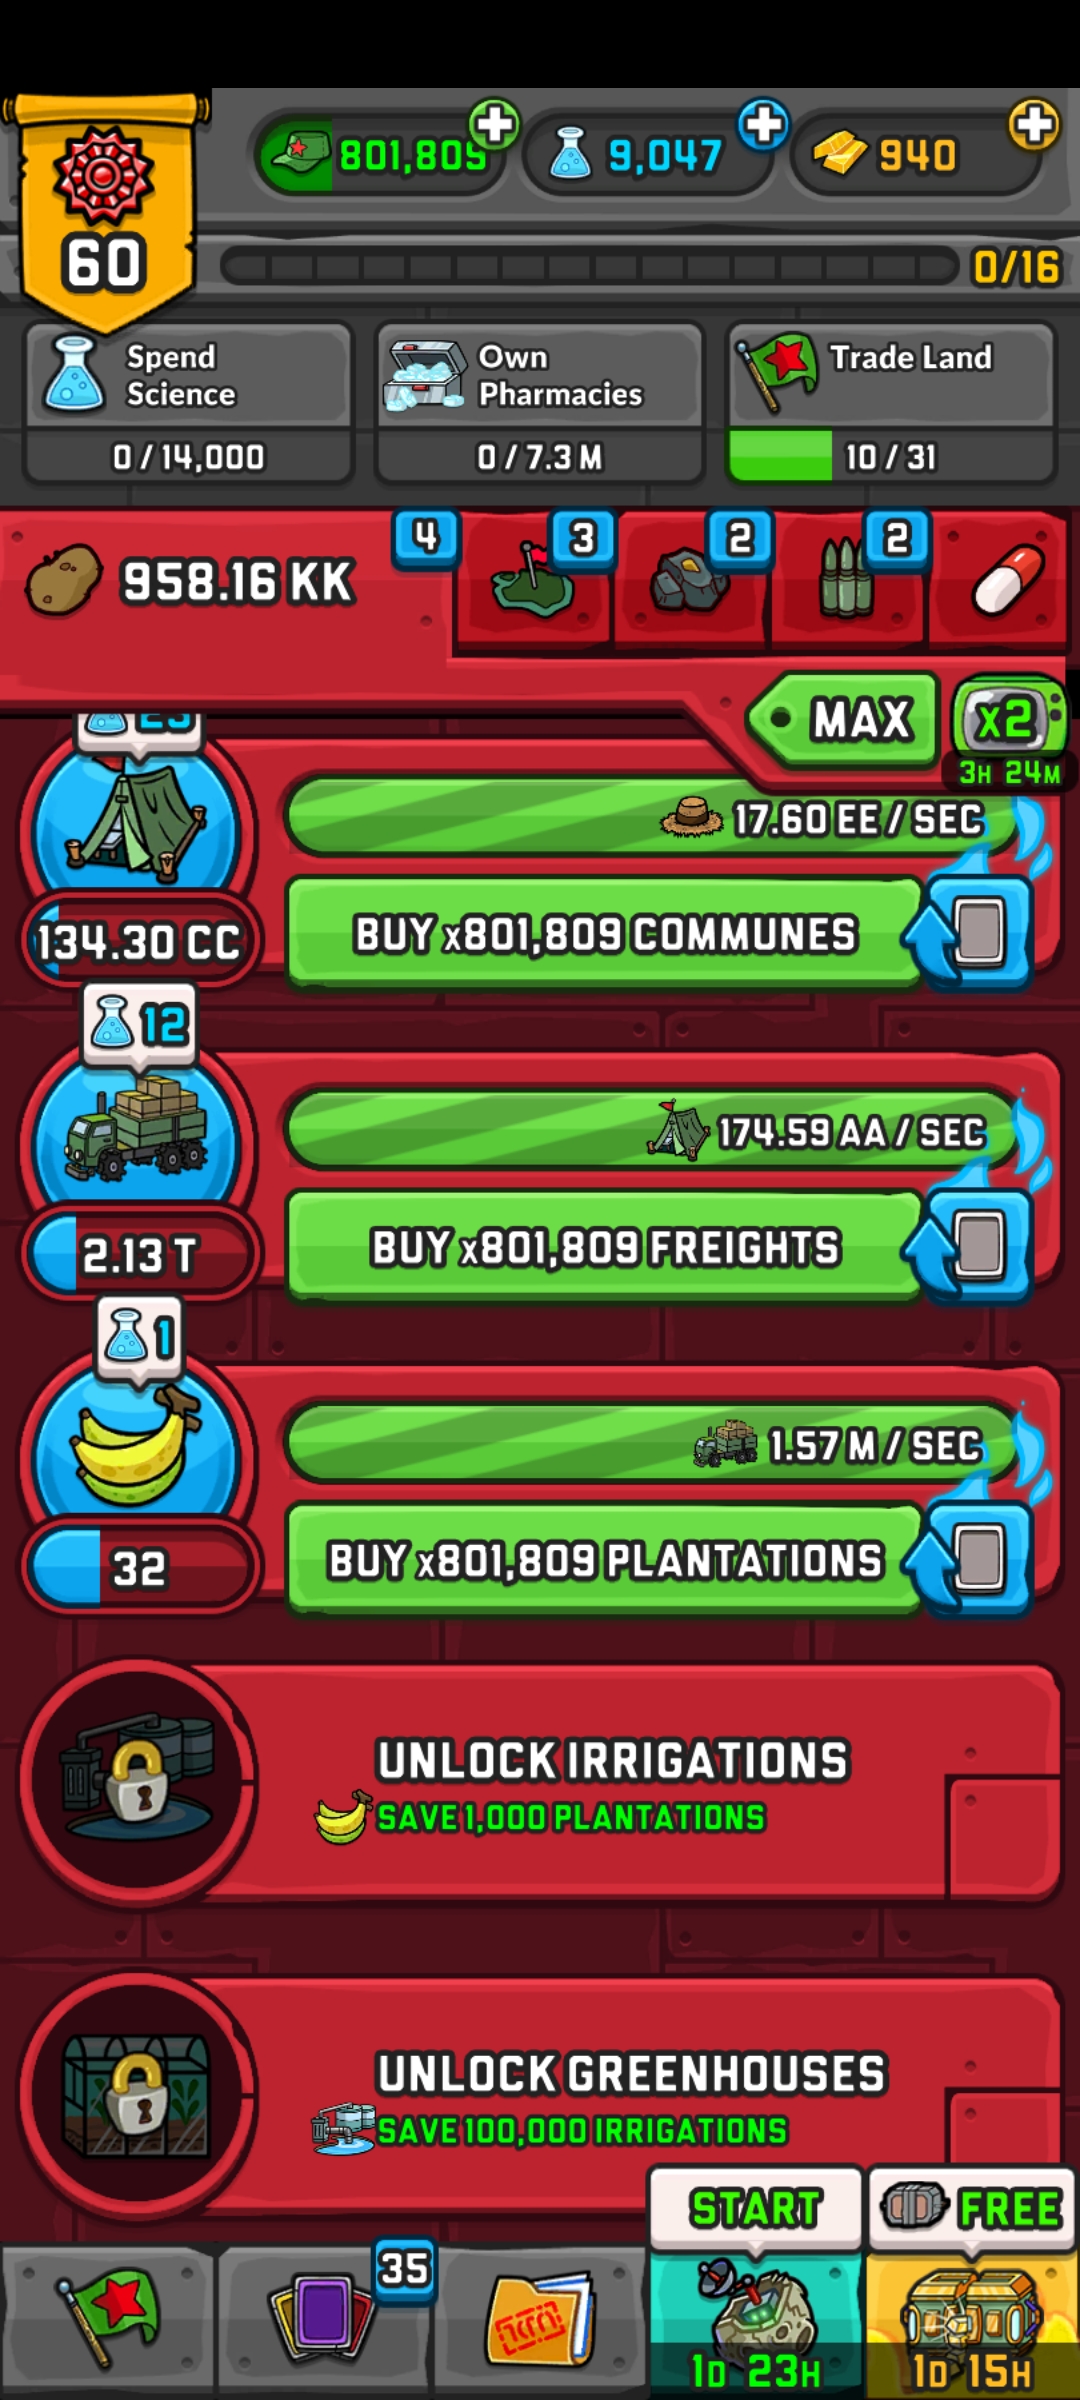 801,809
9,047
940
60
0/16
Spend
Science
0 / 14,000
Own
Pharmacies
0 / 7.3 M
Trade Land
10 / 31
958.16 KK
4
3
2
2
MAX
x2
3H 24M
23
17.60 EE / SEC
BUY x801,809 COMMUNES
134.30 CC
12
174.59 AA / SEC
BUY x801,809 FREIGHTS
2.13 T
1
1.57 M / SEC
BUY x801,809 PLANTATIONS
32
UNLOCK IRRIGATIONS
SAVE 1,000 PLANTATIONS
UNLOCK GREENHOUSES
SAVE 100,000 IRRIGATIONS
START
FREE
35
1D 23H
1D 15H